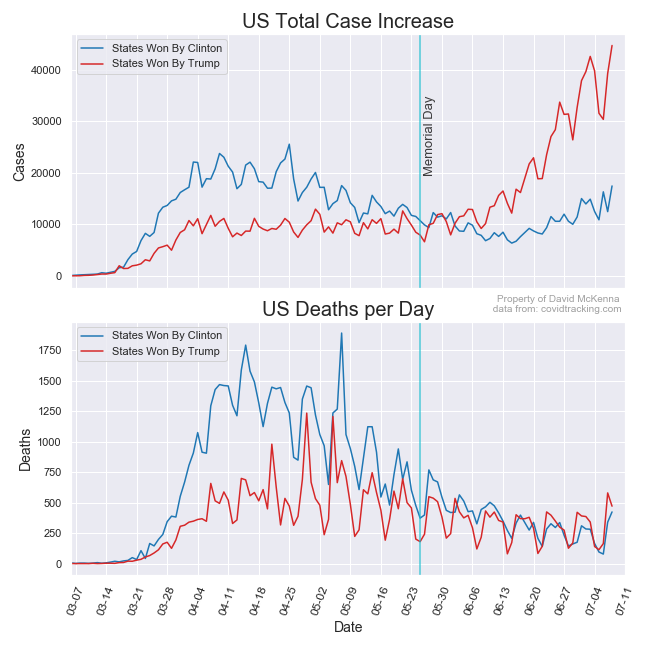 US Total Case Increase
States Won By Clinton
States Won By Trump
Cases
40000
30000
20000
10000
0
Memorial Day
Property of David McKenna
data from: covidtracking.com
US Deaths per Day
States Won By Clinton
States Won By Trump
Deaths
1750
1500
1250
1000
750
500
250
0
03-07
03-14
03-21
03-28
04-04
04-11
04-18
04-25
05-02
05-09
05-16
05-23
05-30
06-06
06-13
06-20
06-27
07-04
07-11
Date